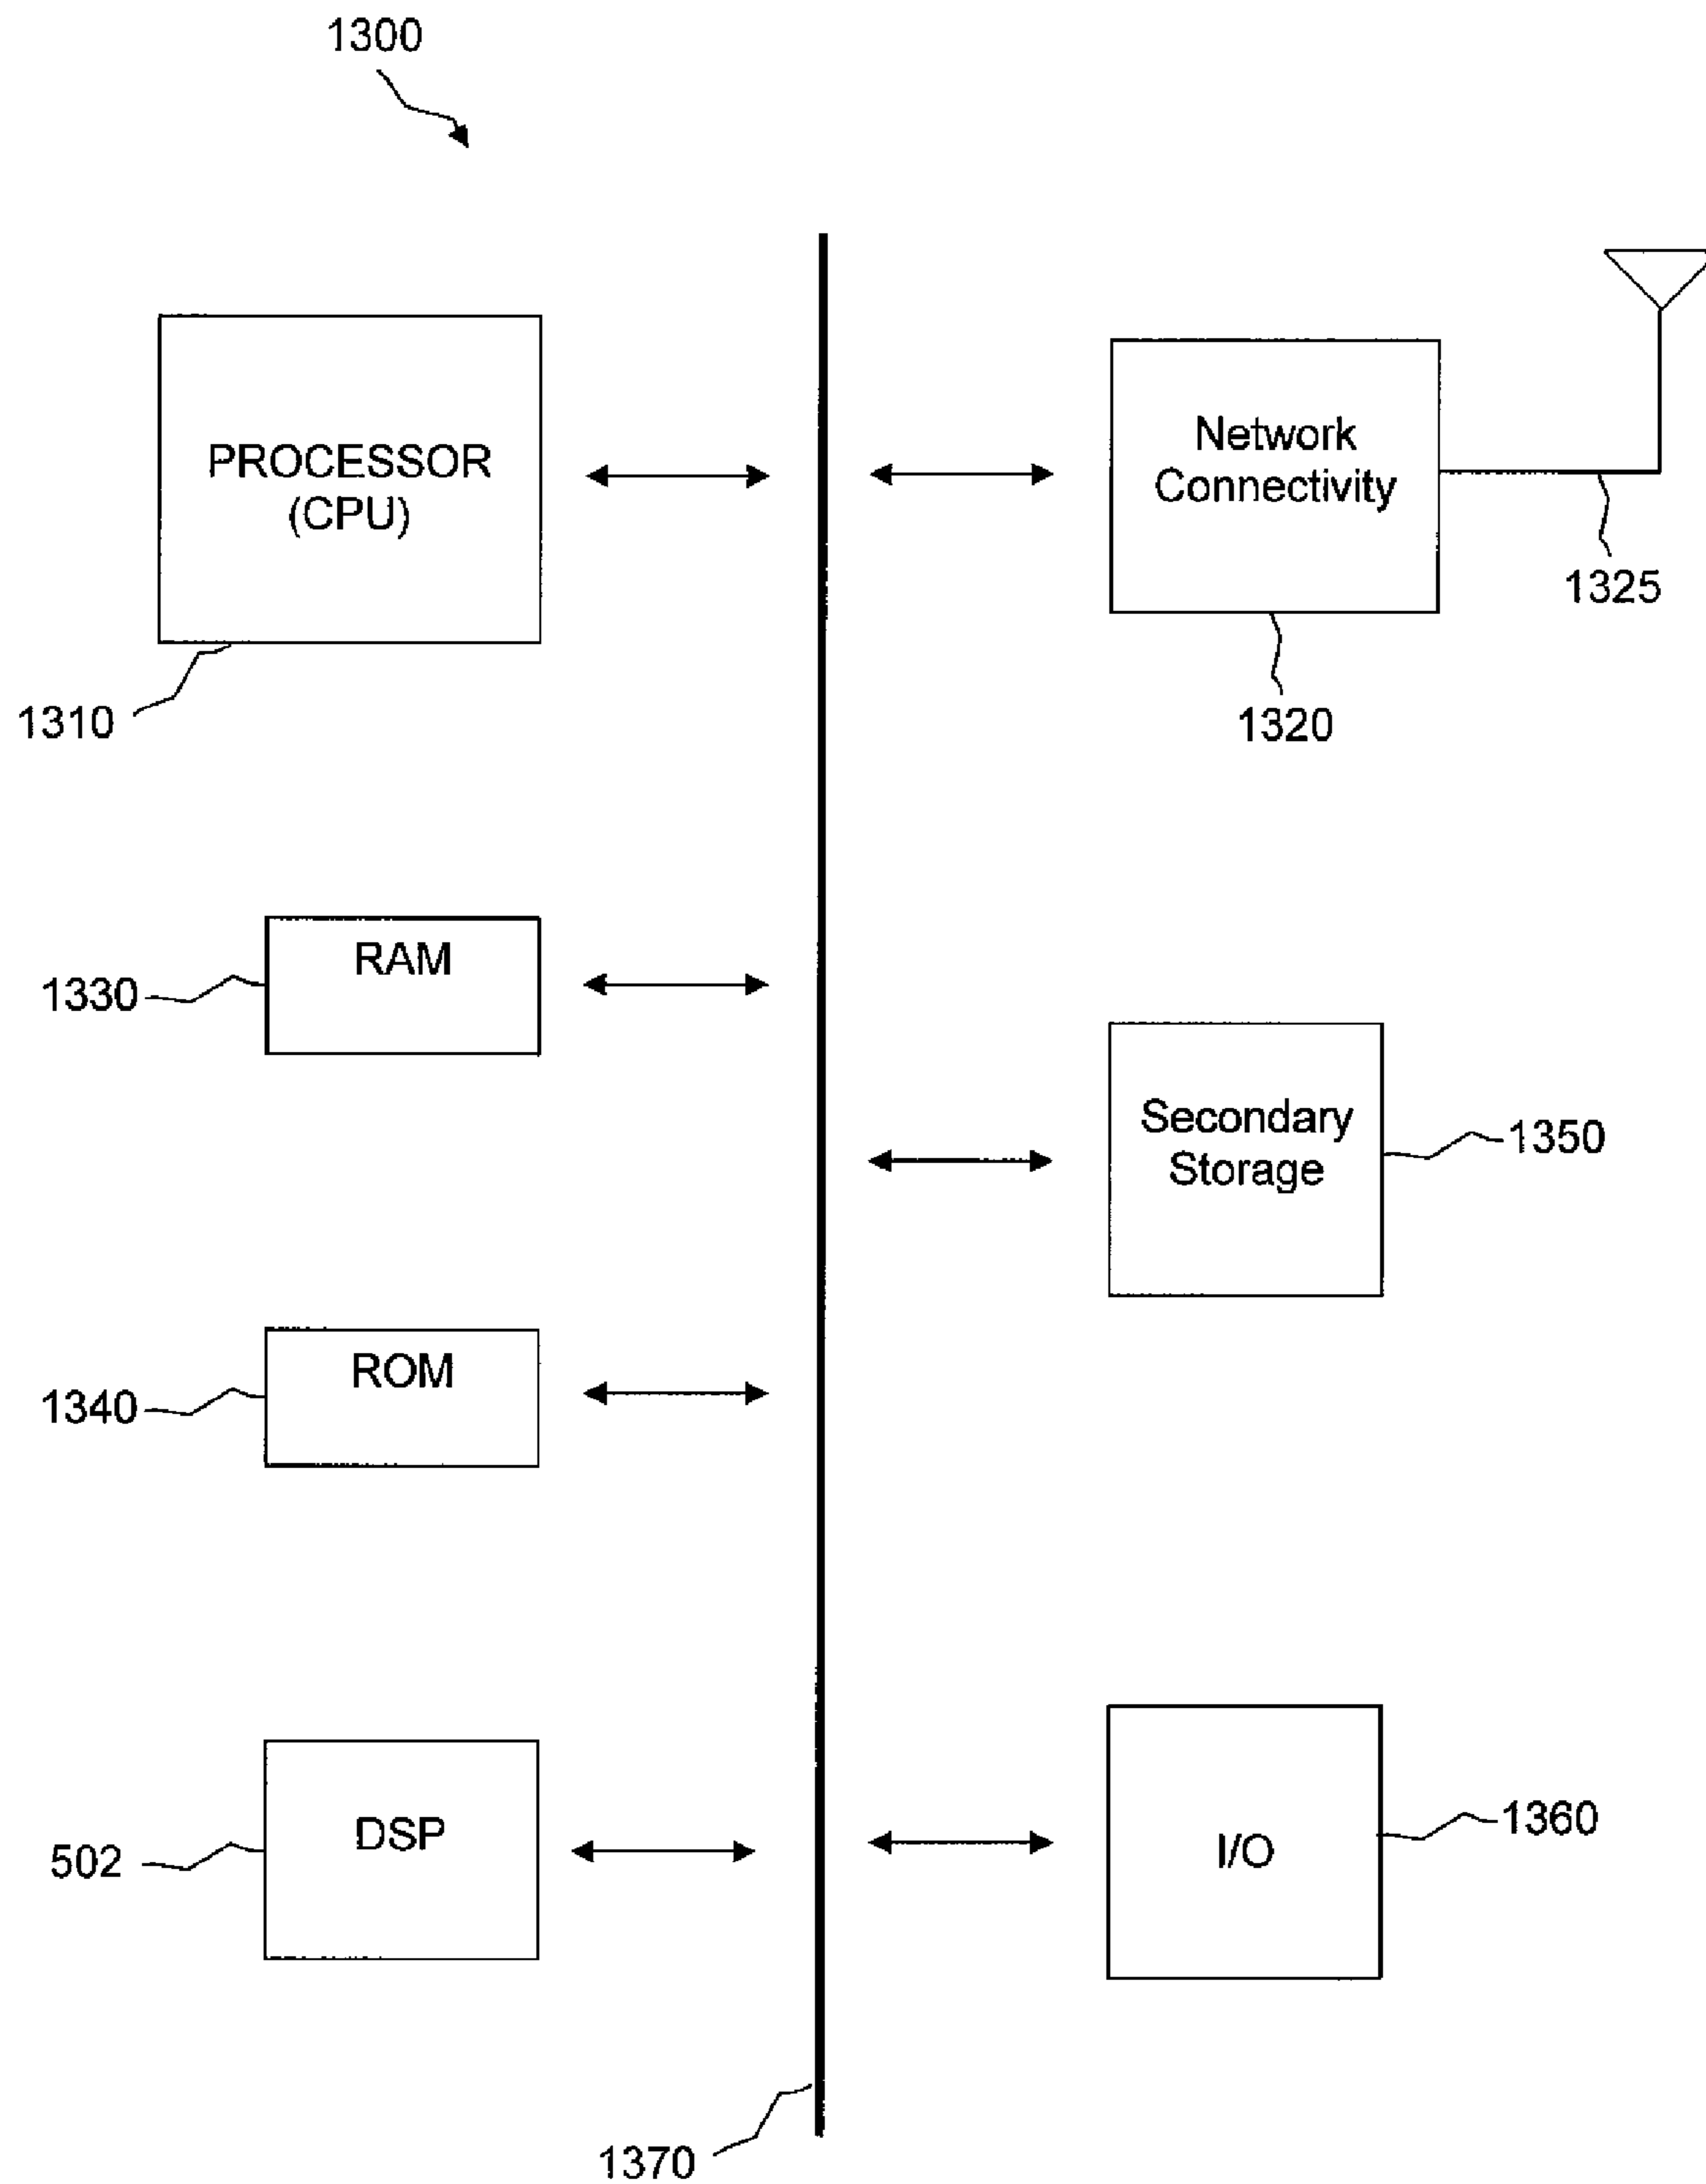 1300
PROCESSOR
(CPU)
1310
Network
Connectivity
1325
1320
RAM
1330
Secondary
Storage
1350
ROM
1340
DSP
502
I/O
1360
1370